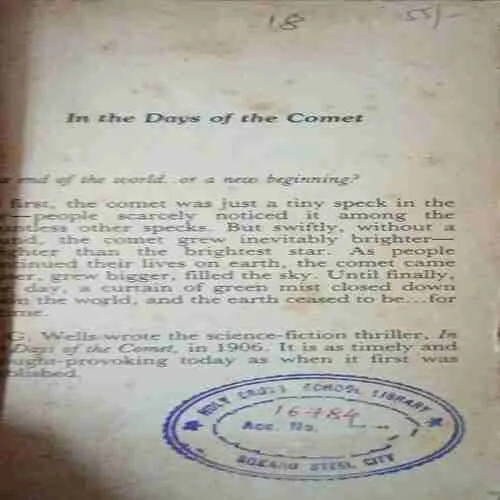 18 55/-
In the Days of the Comet
end of the world...or a new beginning?
first, the comet was just a tiny speck in the
—people scarcely noticed it among the
other specks. But swiftly, without a
the comet grew inevitably brighter—
than the brightest star. As people
their lives on earth, the comet came
grew bigger, filled the sky. Until finally,
day, a curtain of green mist closed down
the world, and the earth ceased to be...for
G. Wells wrote the science-fiction thriller, In
Days of the Comet, in 1906. It is as timely and
provoking today as when it first was
HOLY CROSS SCHOOL LIBRARY
16484
Acc. No.
BOKARO STEEL CITY